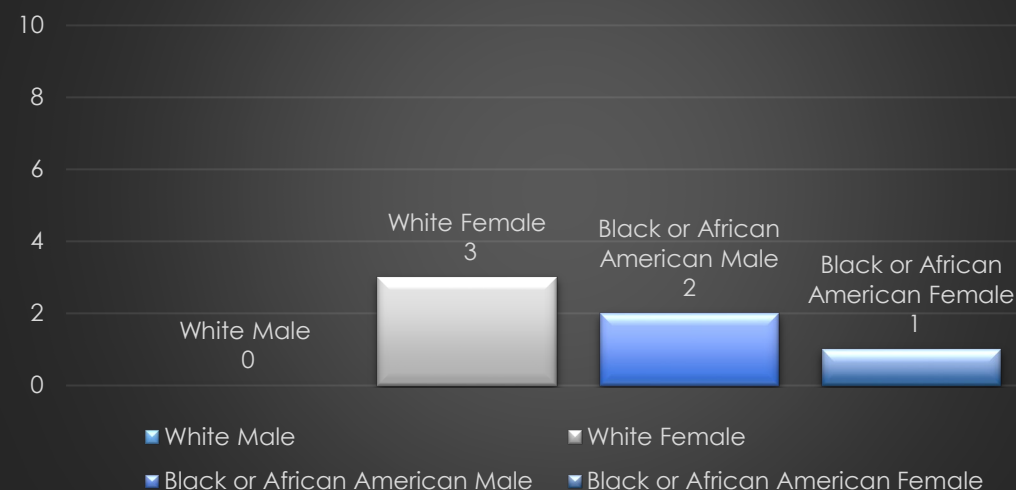 10
8
6
4
2
0
White Male
0
White Female
3
Black or African
American Male
2
Black or African
American Female
1
White Male
White Female
Black or African American Male
Black or African American Female